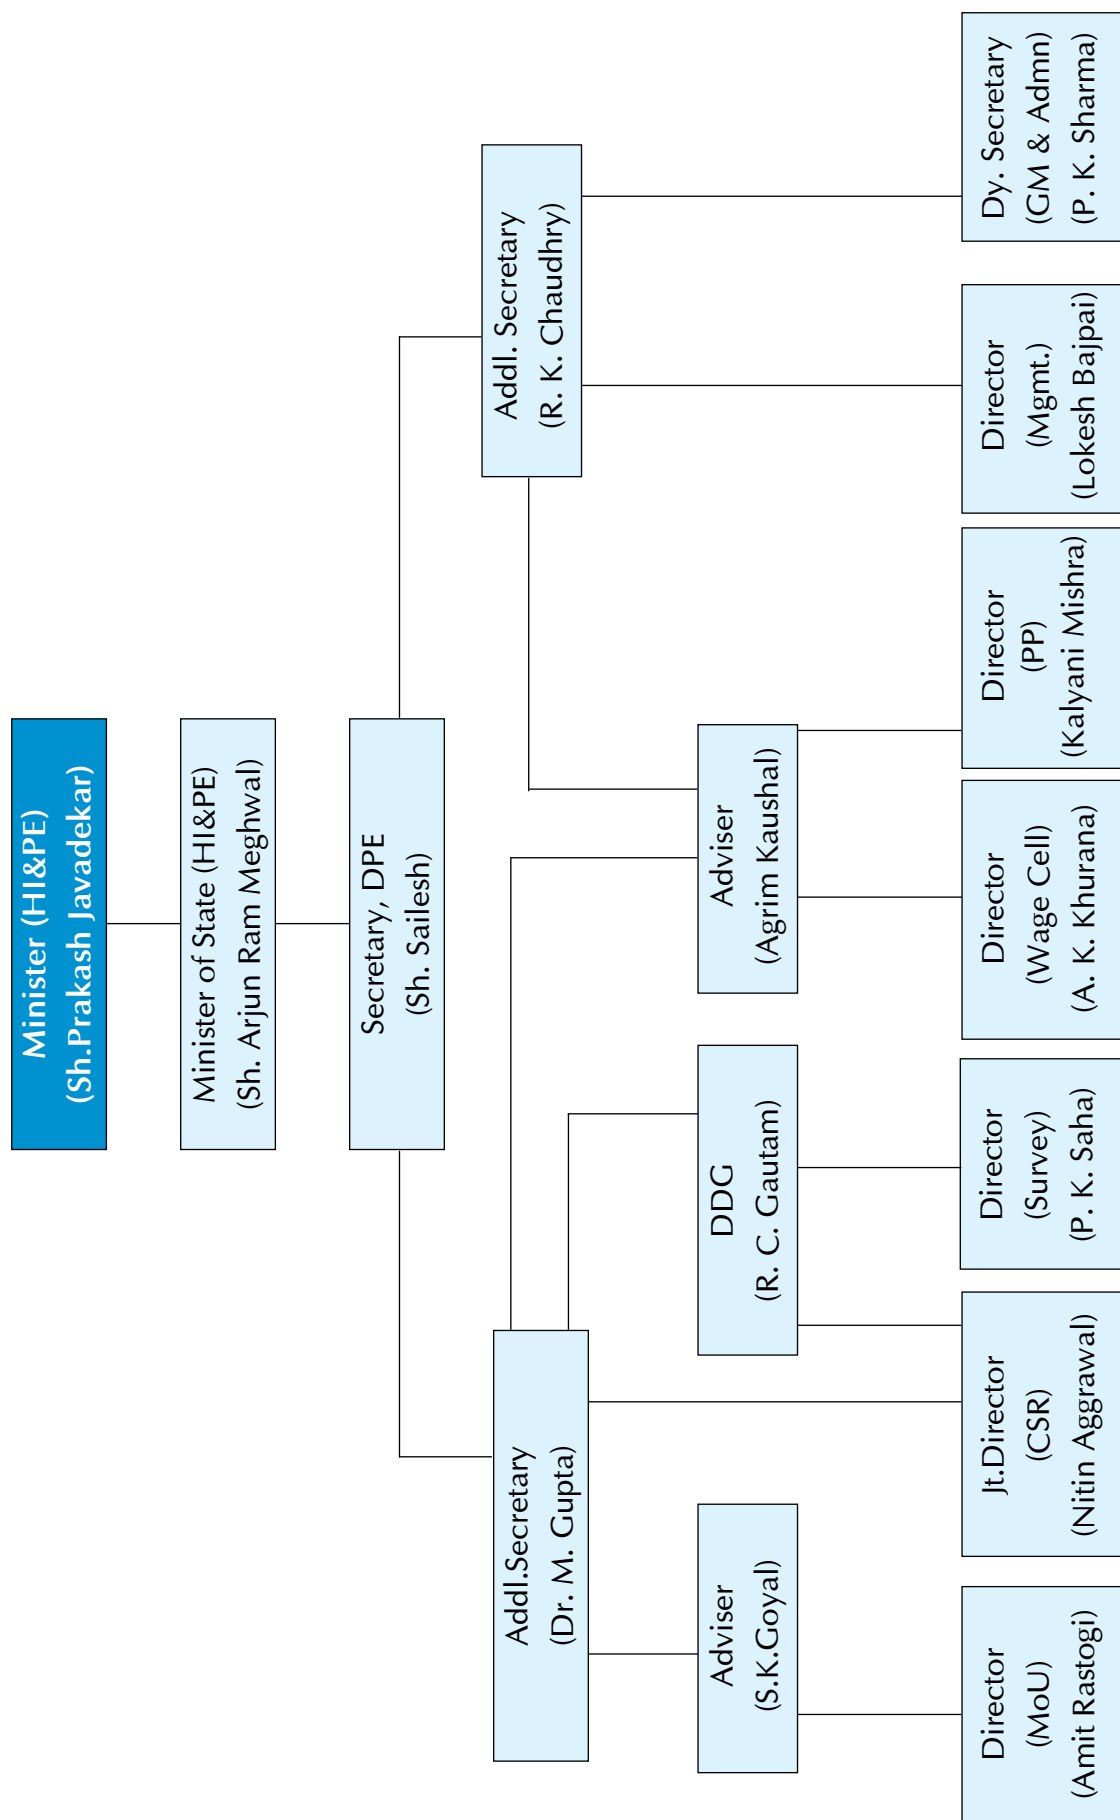 Minister (HI&PE)
(Sh.Prakash Javadekar)
Minister of State (HI&PE)
(Sh. Arjun Ram Meghwal)
Secretary, DPE
(Sh. Sailesh)
Addl.Secretary
(Dr. M. Gupta)
Addl. Secretary
(R. K. Chaudhry)
Adviser
(S.K.Goyal)
DDG
(R. C. Gautam)
Adviser
(Agrim Kaushal)
Director
(MoU)
(Amit Rastogi)
Jt.Director
(CSR)
(Nitin Aggrawal)
Director
(Survey)
(P. K. Saha)
Director
(Wage Cell)
(A. K. Khurana)
Director
(PP)
(Kalyani Mishra)
Director
(Mgmt.)
(Lokesh Bajpai)
Dy. Secretary
(GM & Admn)
(P. K. Sharma)